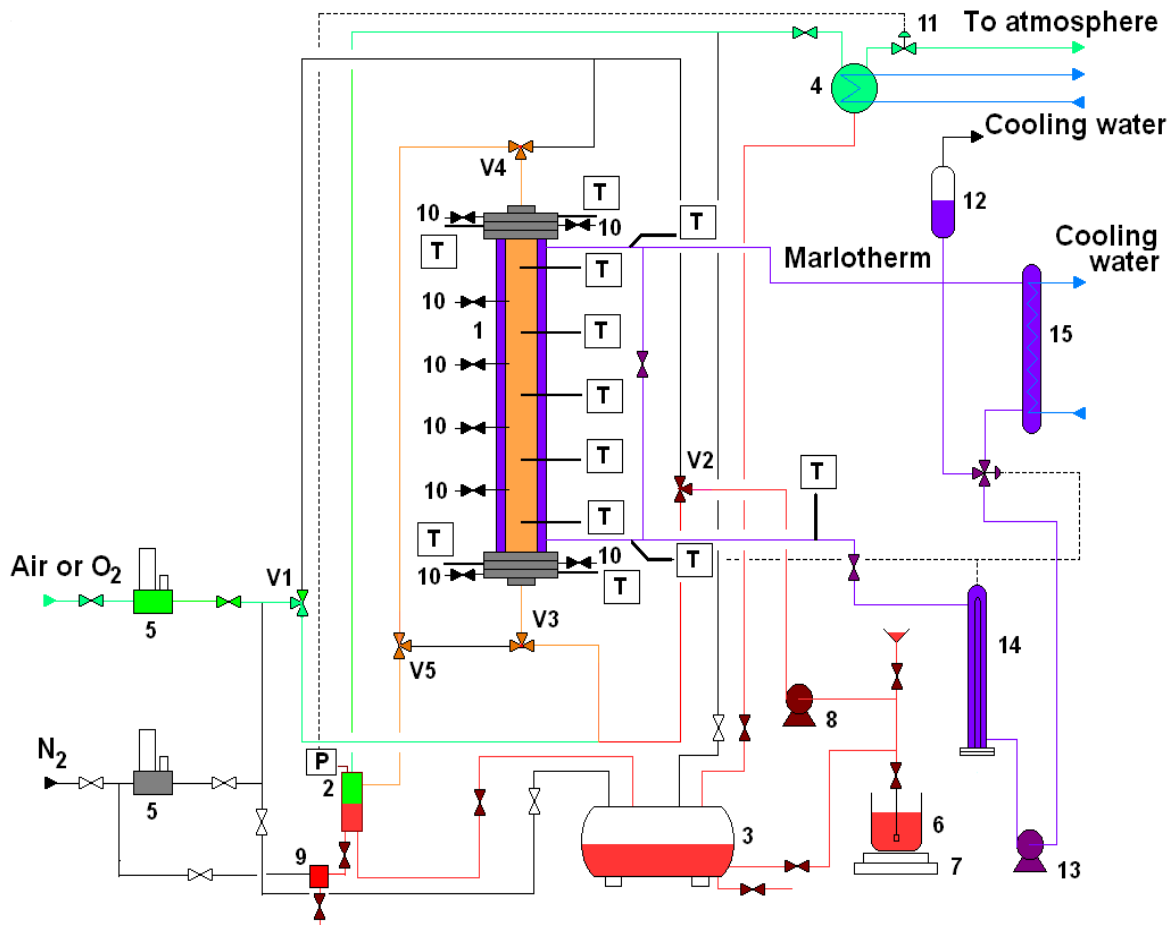 11
To atmosphere
4
Cooling water
V4
T
10
10
T
T
12
T
Marlotherm
Cooling
water
10
1
T
15
10
T
10
T
V2
10
T
T
T
10
T
10
T
Air or O2
V1
5
V3
V5
14
8
N2
P
2
5
3
6
9
7
13